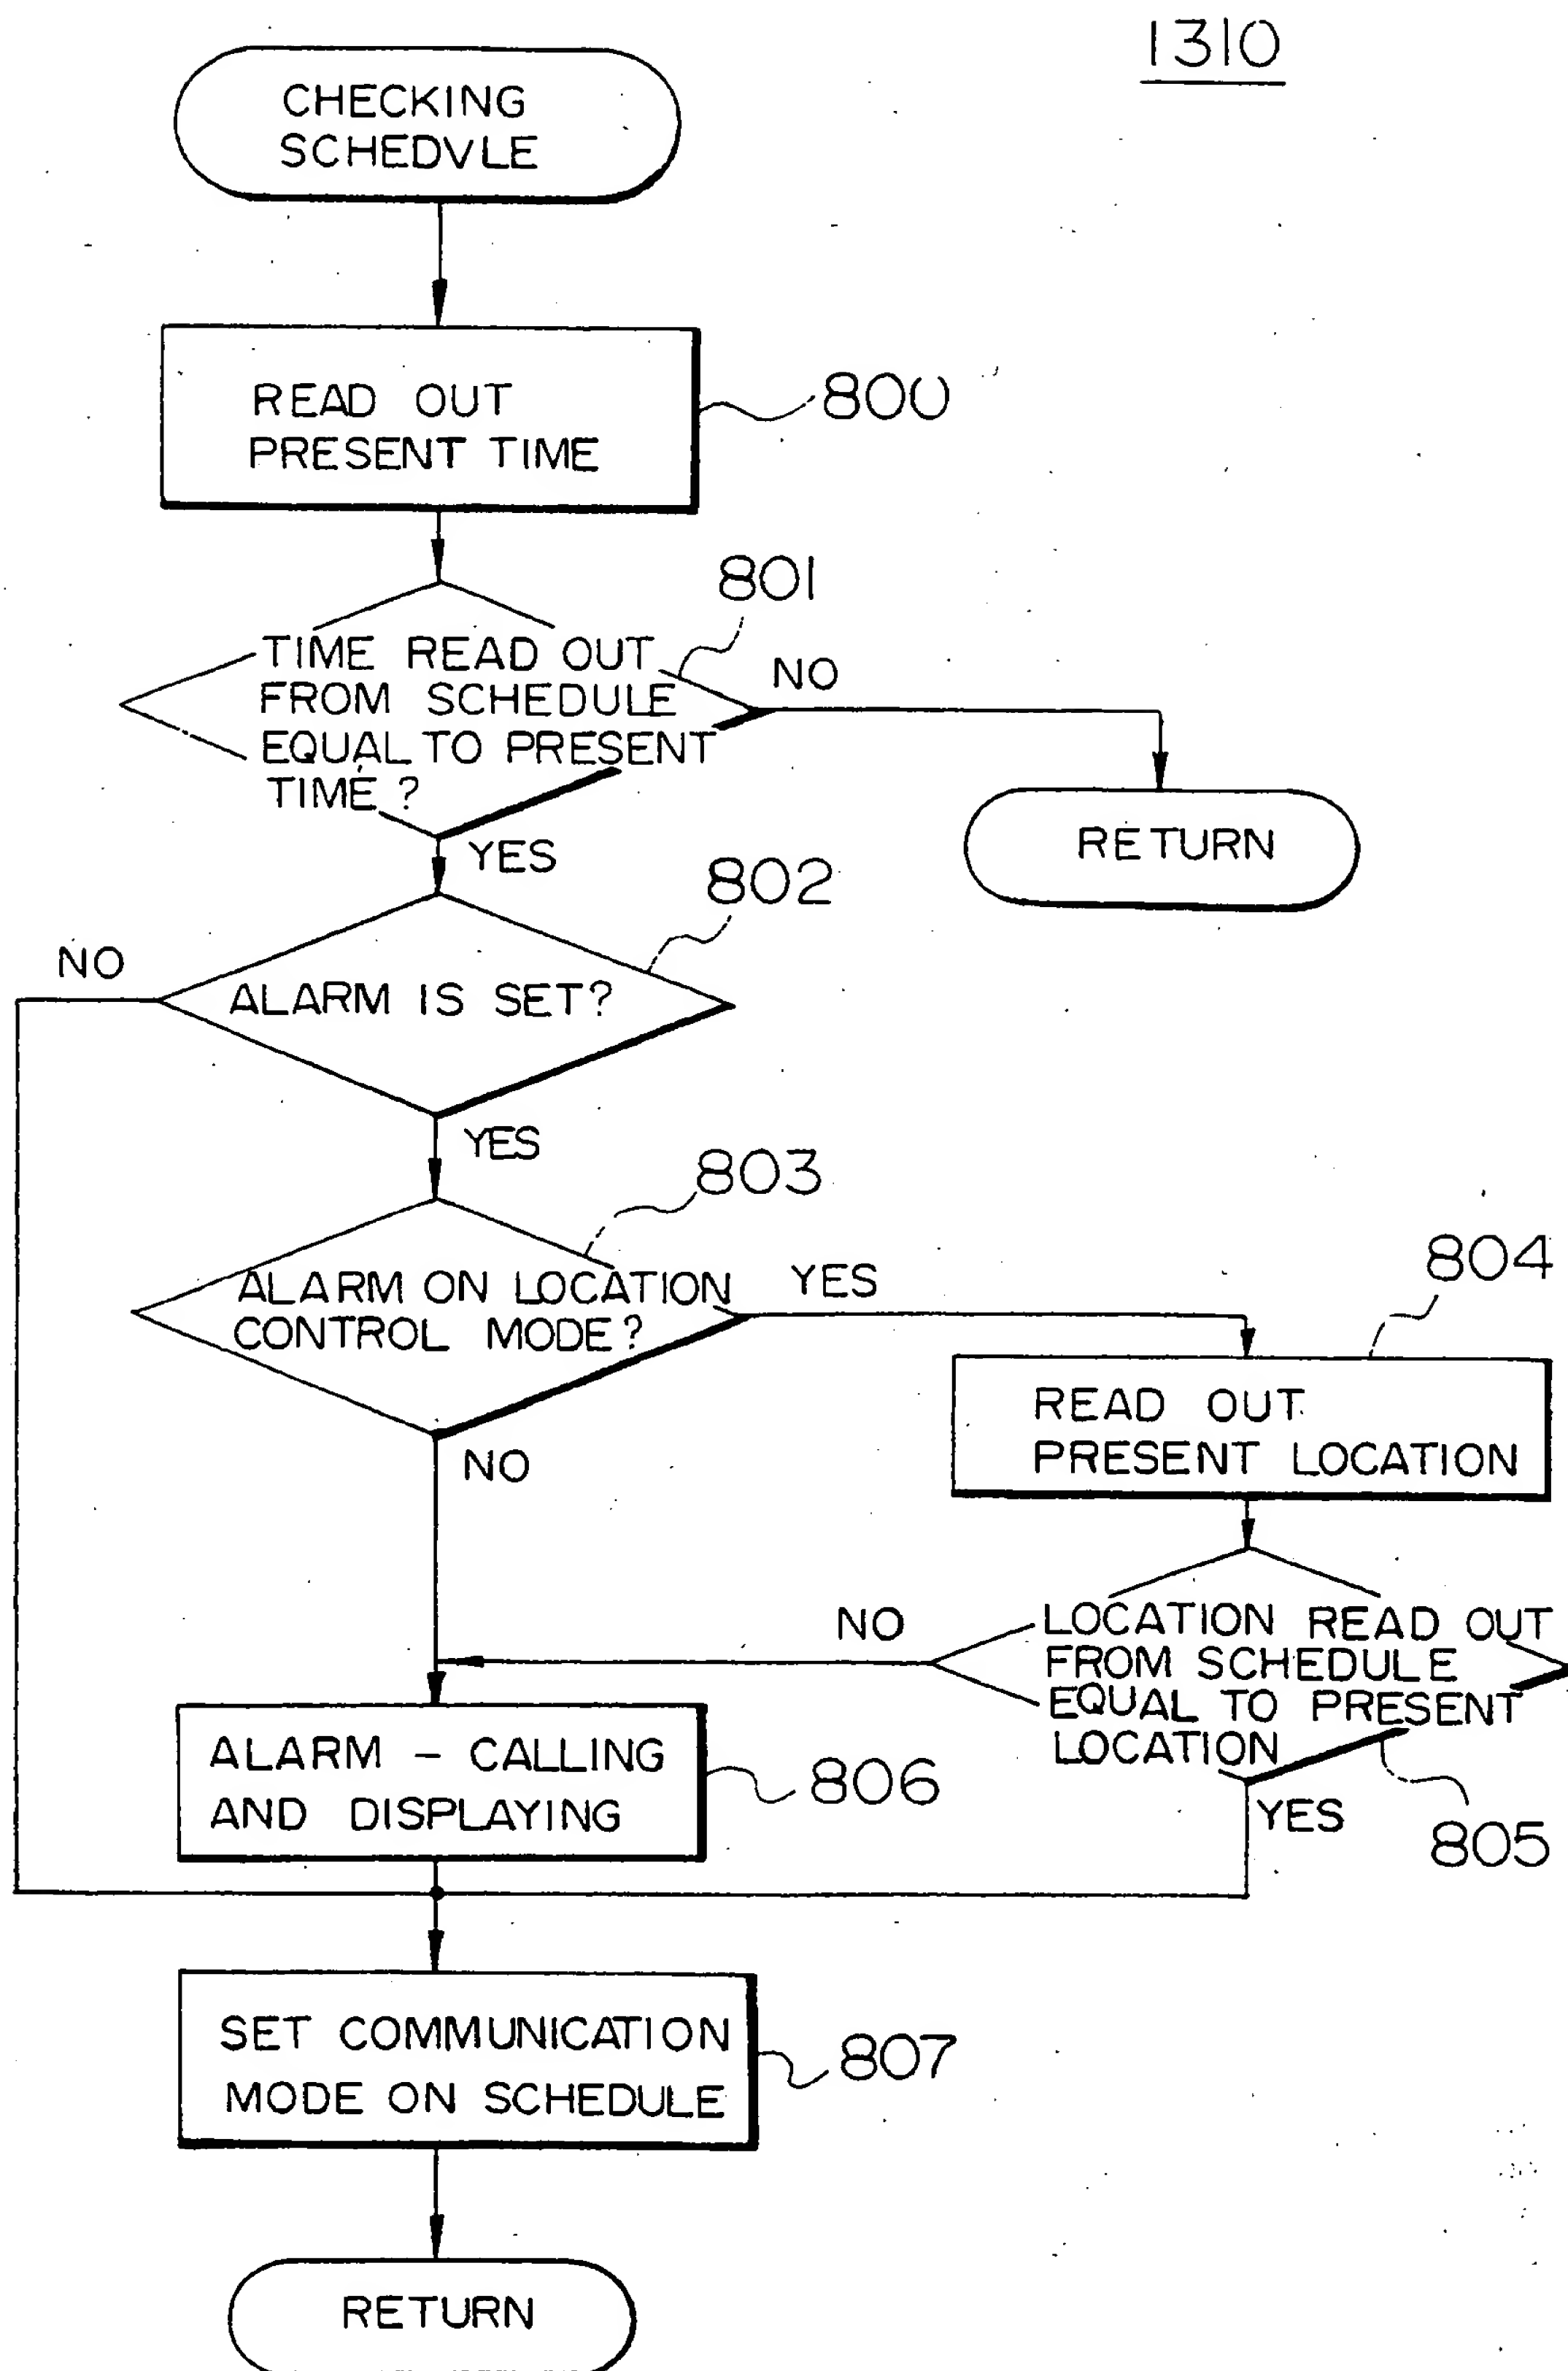 1310
CHECKING
SCHEDVLE
READ OUT
PRESENT TIME
800
801
TIME READ OUT
FROM SCHEDULE
EQUAL TO PRESENT
TIME ?
NO
RETURN
YES
802
NO
ALARM IS SET?
YES
803
ALARM ON LOCATION
CONTROL MODE?
YES
804
READ OUT
PRESENT LOCATION
NO
NO
LOCATION READ OUT
FROM SCHEDULE
EQUAL TO PRESENT
LOCATION
YES
805
ALARM - CALLING
AND DISPLAYING
806
SET COMMUNICATION
MODE ON SCHEDULE
807
RETURN